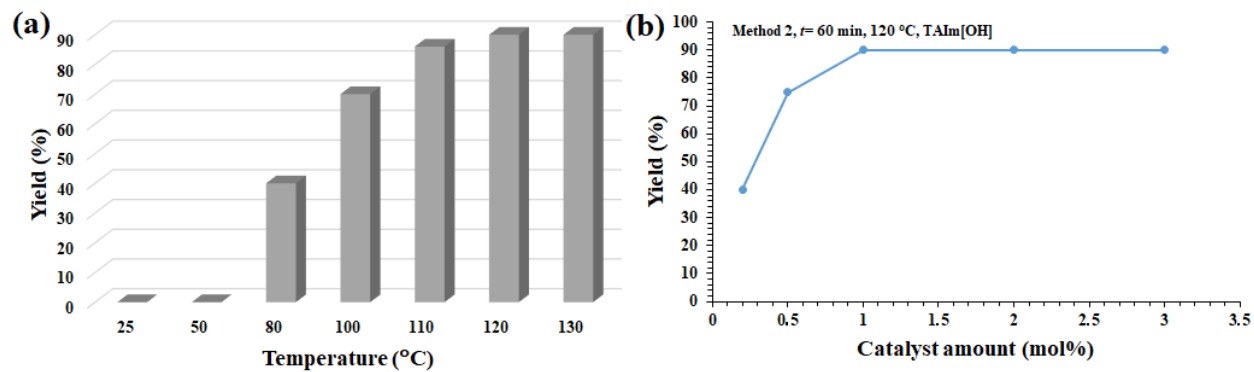 (a)
Yield (%)
90
80
70
60
50
40
30
20
10
0
25 50 80 100 110 120 130
Temperature (°C)
(b)
Method 2, t= 60 min, 120 °C, TAIm[OH]
Yield (%)
100
90
80
70
60
50
40
30
20
10
0
0 0.5 1 1.5 2 2.5 3 3.5
Catalyst amount (mol%)